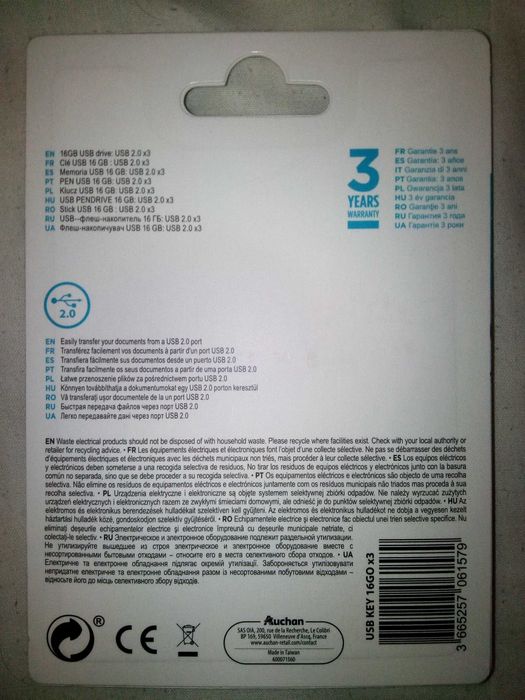 EN 16GB USB drive: USB 2.0 x3
FR Clé USB 16 GB : USB 2.0 x3
ES Memoria USB 16 GB: USB 2.0 x3
PT PEN USB 16 GB : USB 2.0 x3
PL Klucz USB 16 GB : USB 2.0 x3
HU USB PENDRIVE 16 GB: USB 2.0 x3
RO Stick USB 16 GB : USB 2.0 x3
RU USB-флеш-накопитель 16 ГБ: USB 2.0 x3
UA Флеш-накопичувач USB 16 GB: USB 2.0 x3
3
YEARS
WARRANTY
FR Garantie 3 ans
ES Garantía: 3 años
IT Garanzia di 3 anni
PT Garantia: 3 anos
PL Gwarancja 3 lata
HU 3 év garancia
RO Garanție 3 ani
RU Гарантия 3 года
UA Гарантія 3 роки
2.0
EN Easily transfer your documents from a USB 2.0 port
FR Transférez facilement vos documents à partir d'un port USB 2.0
ES Transfiera fácilmente sus documentos desde un puerto USB 2.0
PT Transfira facilmente os seus documentos a partir de uma porta USB 2.0
PL Łatwe przenoszenie plików za pośrednictwem portu USB 2.0
HU Könnyen továbbíthatja a dokumentumokat egy USB 2.0 porton keresztül
RO Vă transferați ușor documentele de la un port USB 2.0
RU Быстрая передача файлов через порт USB 2.0
UA Легко передавайте дані через порт USB 2.0
EN Waste electrical products should not be disposed of with household waste. Please recycle where facilities exist. Check with your local authority or
retailer for recycling advice. • FR Les équipements électriques et électroniques font l'objet d'une collecte sélective. Ne pas se débarrasser des déchets
d'équipements électriques et électroniques avec les déchets municipaux non triés, mais procéder à leur collecte sélective. • ES Los equipos eléctricos
y electrónicos deben someterse a una recogida selectiva de residuos. No tirar los residuos de equipos eléctricos y electrónicos junto con la basura
común no separada, sino que se debe proceder a su recogida selectiva. • PT Os equipamentos eléctricos e electrónicos são objecto de uma recolha
selectiva. Não elimine os resíduos de equipamentos eléctricos e electrónicos juntamente com os resíduos municipais não triados mas proceda à sua
recolha selectiva. • PL Urządzenia elektryczne i elektroniczne są objęte systemem selektywnej zbiórki odpadów. Nie należy wyrzucać zużytych
urządzeń elektrycznych i elektronicznych razem ze zwykłymi śmieciami domowymi, ale odnosić je do punktów selektywnej zbiórki odpadów. • HU Az
elektromos és elektronikus berendezések hulladékait szelektíven kell gyűjteni. Az elektromos és elektronikus hulladékot ne dobja a vegyesen kezelt
háztartási hulladék közé, gondoskodjon szelektív gyűjtéséről. • RO Echipamentele electrice și electronice fac obiectul unei trieri selective specifice. Nu
eliminați deșeurile echipamentelor electrice și electronice împreună cu deșeurile municipale netriate, ci
colectați-le selectiv. • RU Электрическое и электронное оборудование подлежит раздельной утилизации.
Не утилизируйте вышедшее из строя электрическое и электронное оборудование вместе с
несортированными бытовыми отходами - относите его в места селективного сбора отходов. • UA
Електричне та електронне обладнання підлягає окремій утилізації. Забороняється утилізовувати
непридатне електричне та електронне обладнання разом із несортованими побутовими відходами -
відносьте його до місць селективного збору відходів.
®
CE
Auchan
SAS OIA, 200, rue de la Recherche, Le Colibri
BP 169, 59650 Villeneuve d'Ascq, France
www.auchan-retail.com/contact
Made in Taiwan
600071060
USB KEY 16GO x3
3 665257 061579